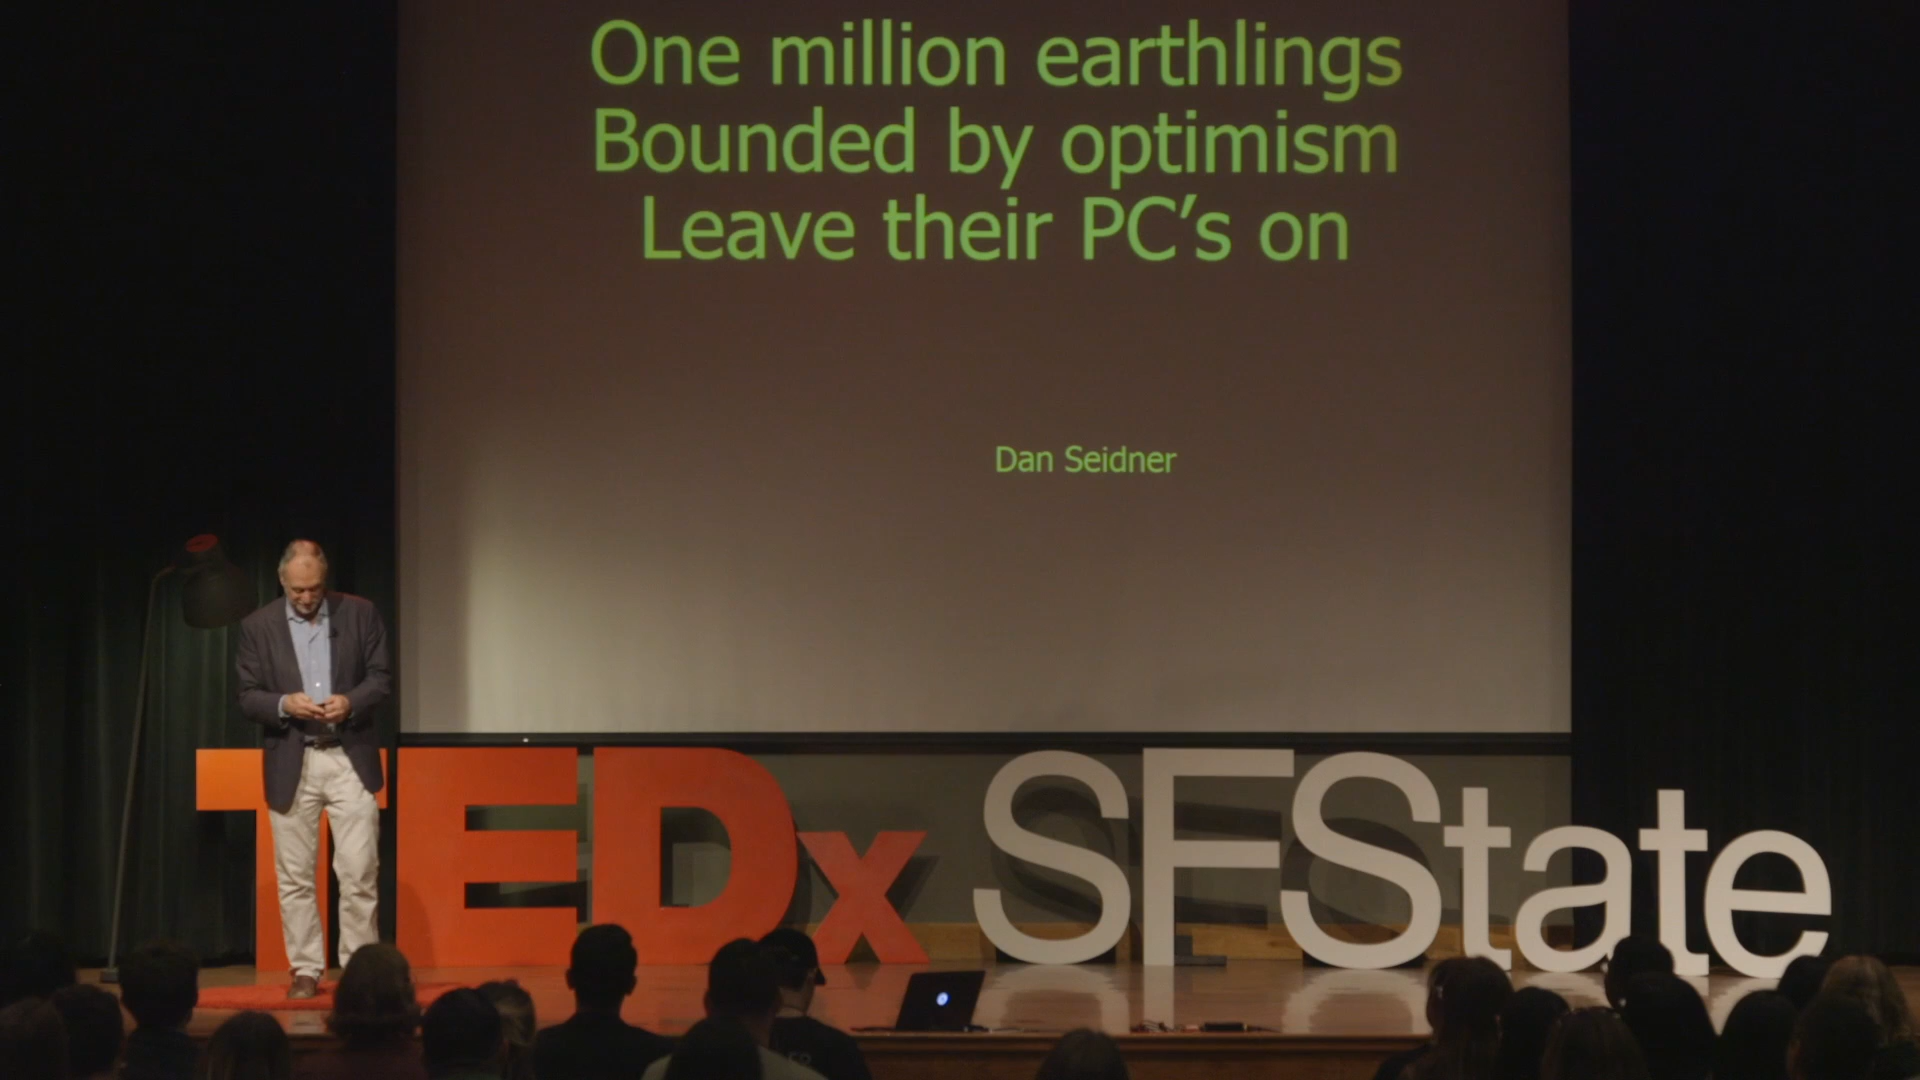 One million earthlings
Bounded by optimism
Leave their PC’s on
Dan Seidner
TEDx SFState